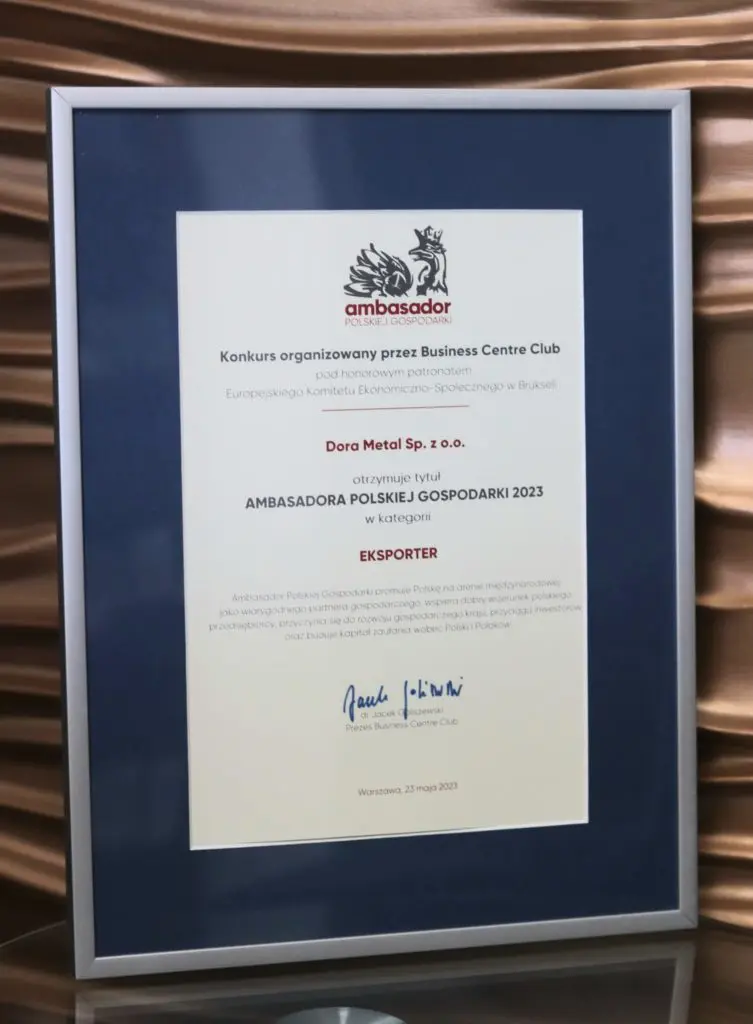 ambasador
POLSKIEJ GOSPODARKI
Konkurs organizowany przez Business Centre Club
pod honorowym patronatem
Europejskiego Komitetu Ekonomiczno-Społecznego w Brukseli
Dora Metal Sp. z o.o.
otrzymuje tytuł
AMBASADORA POLSKIEJ GOSPODARKI 2023
w kategorii
EKSPORTER
Ambasador Polskiej Gospodarki promuje Polskę na arenie międzynarodowej
jako wiarygodnego partnera gospodarczego, wspiera dobry wizerunek polskiego
przedsiębiorcy, przyczynia się do rozwoju gospodarczego kraju, przyciąga inwestorów
oraz buduje kapitał zaufania wobec Polski i Polaków.
dr Jacek
Prezes Business Centre Club
Warszawa, 23 maja 2023